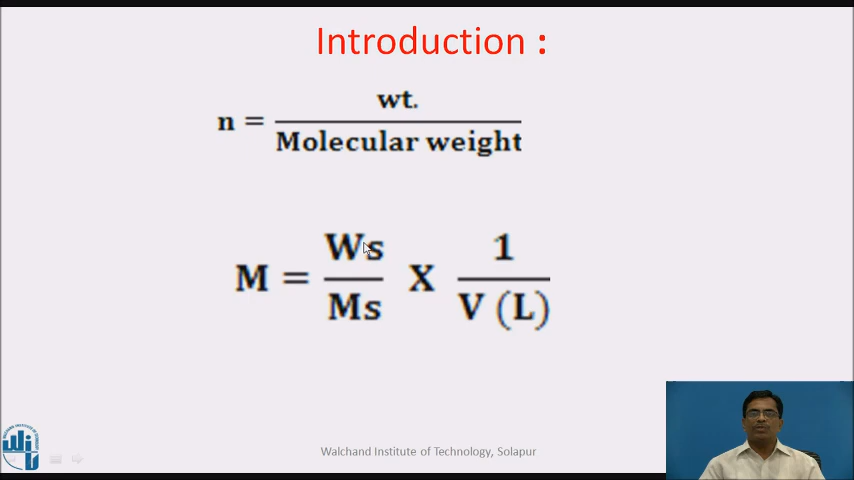 Introduction :
n = wt. / Molecular weight
M = Ws / Ms X 1 / V (L)
Walchand Institute of Technology, Solapur